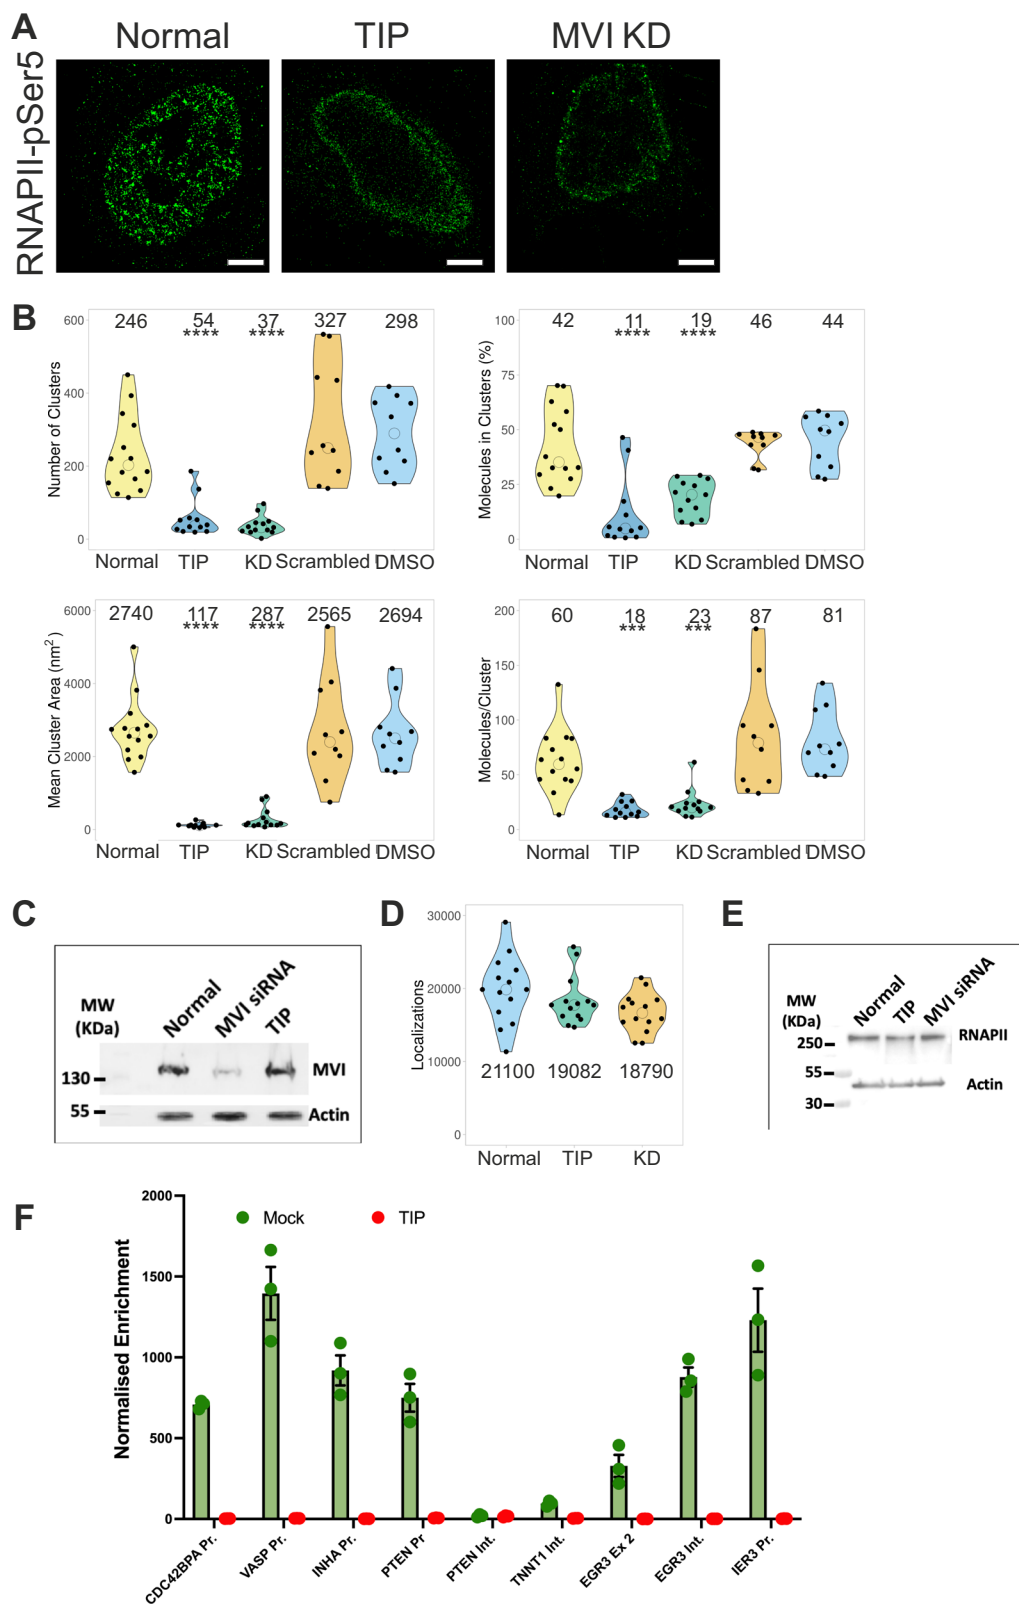 A
Normal TIP MVI KD
RNAPII-pSer5
B
Number of Clusters
600
400
200
0
246 54 37 327 298
**** ****
Normal TIP KD Scrambled DMSO
Molecules in Clusters (%)
100
75
50
25
0
42 11 19 46 44
**** ****
Normal TIP KD Scrambled DMSO
Mean Cluster Area (nm²)
6000
4000
2000
0
2740 117 287 2565 2694
**** ****
Normal TIP KD Scrambled DMSO
Molecules/Cluster
200
150
100
50
0
60 18 23 87 81
*** ***
Normal TIP KD Scrambled DMSO
C
MW
(KDa)
Normal MVI siRNA TIP
130
55
MVI
Actin
D
Localizations
30000
20000
10000
0
21100 19082 18790
Normal TIP KD
E
MW
(KDa)
Normal TIP MVI siRNA
250
55
30
RNAPII
Actin
F
Normalised Enrichment
2000
1500
1000
500
0
Mock TIP
CDC42BPA Pr. VASP Pr. INHA Pr. PTEN Pr PTEN Int. TNNT1 Int. EGR3 Ex 2 EGR3 Int. IER3 Pr.